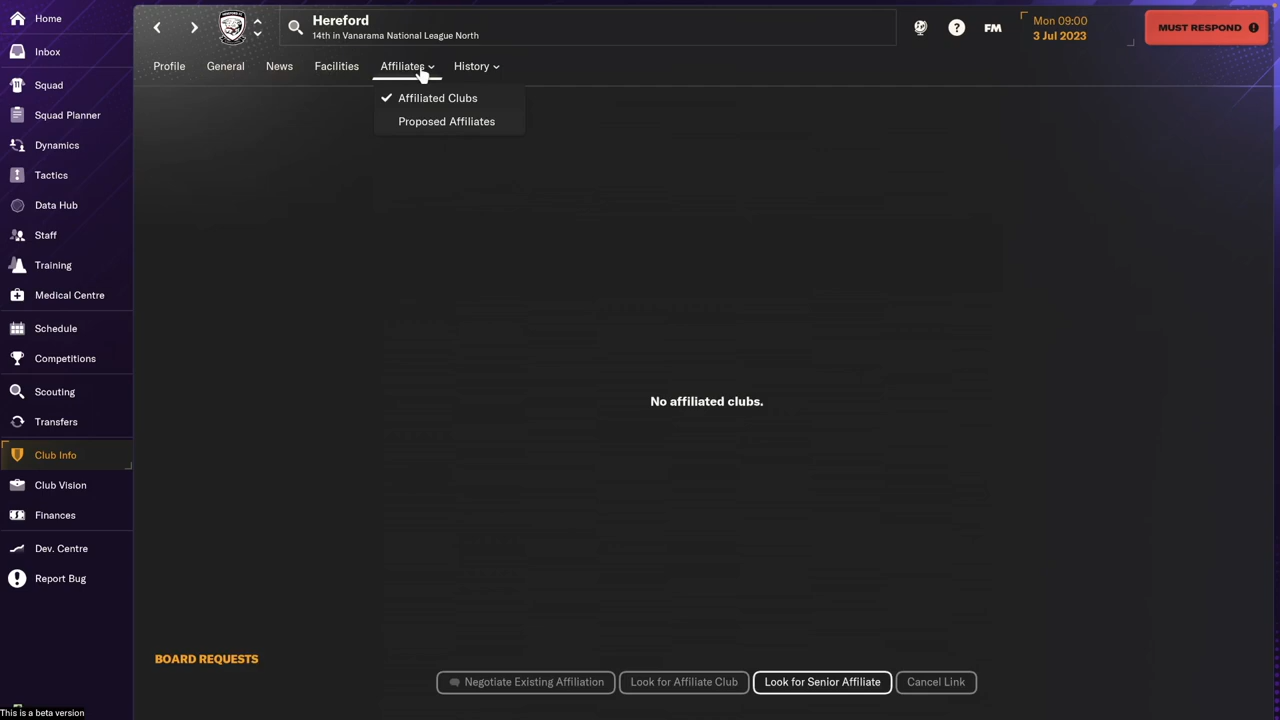 Home
Inbox
Squad
Squad Planner
Dynamics
Tactics
Data Hub
Staff
Training
Medical Centre
Schedule
Competitions
Scouting
Transfers
Club Info
Club Vision
Finances
Dev. Centre
Report Bug
This is a beta version
Hereford
14th in Vanarama National League North
FM
Mon 09:00
3 Jul 2023
MUST RESPOND
Profile
General
News
Facilities
Affiliates
History
Affiliated Clubs
Proposed Affiliates
No affiliated clubs.
BOARD REQUESTS
Negotiate Existing Affiliation
Look for Affiliate Club
Look for Senior Affiliate
Cancel Link